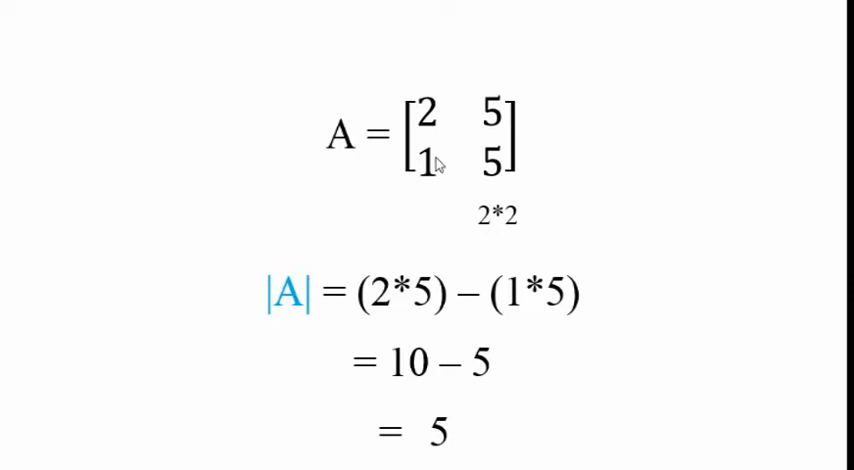 A = [2 5
1 5]
2*2
|A| = (2*5) – (1*5)
= 10 – 5
= 5